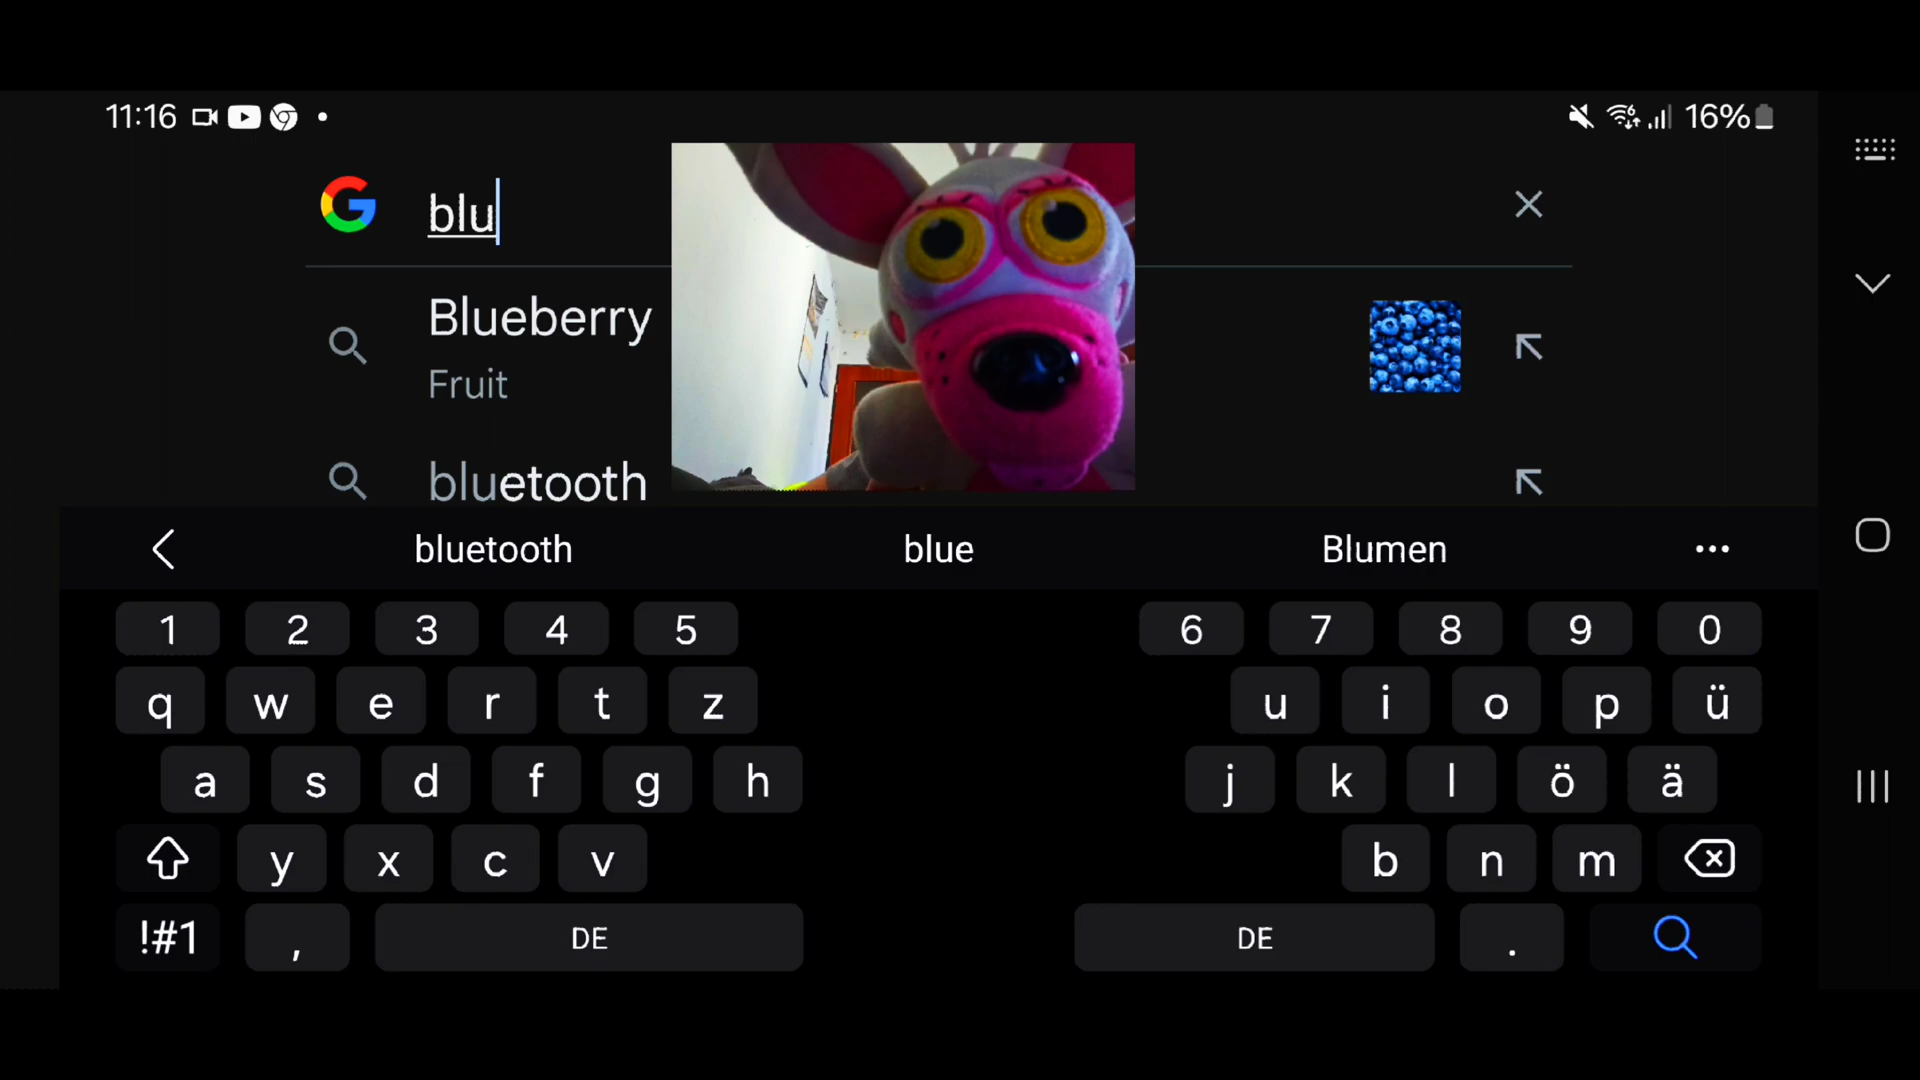 11:16
16%
blu
Blueberry
Fruit
bluetooth
bluetooth blue Blumen
1 2 3 4 5 6 7 8 9 0
q w e r t z u i o p ü
a s d f g h j k l ö ä
y x c v b n m
!#1 , DE DE .